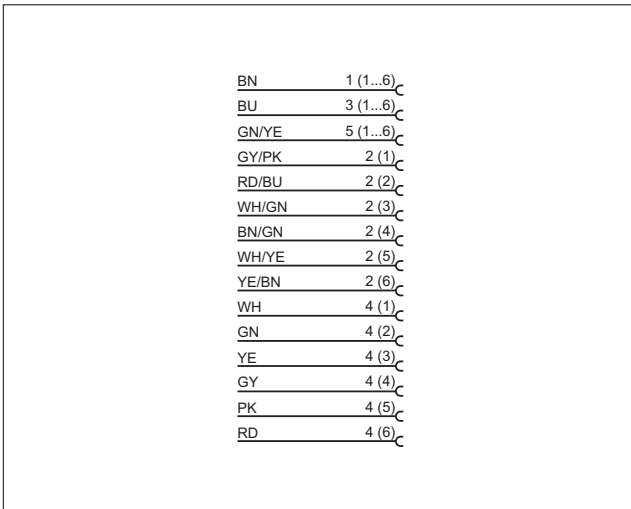 BN 1 (1...6)
BU 3 (1...6)
GN/YE 5 (1...6)
GY/PK 2 (1)
RD/BU 2 (2)
WH/GN 2 (3)
BN/GN 2 (4)
WH/YE 2 (5)
YE/BN 2 (6)
WH 4 (1)
GN 4 (2)
YE 4 (3)
GY 4 (4)
PK 4 (5)
RD 4 (6)